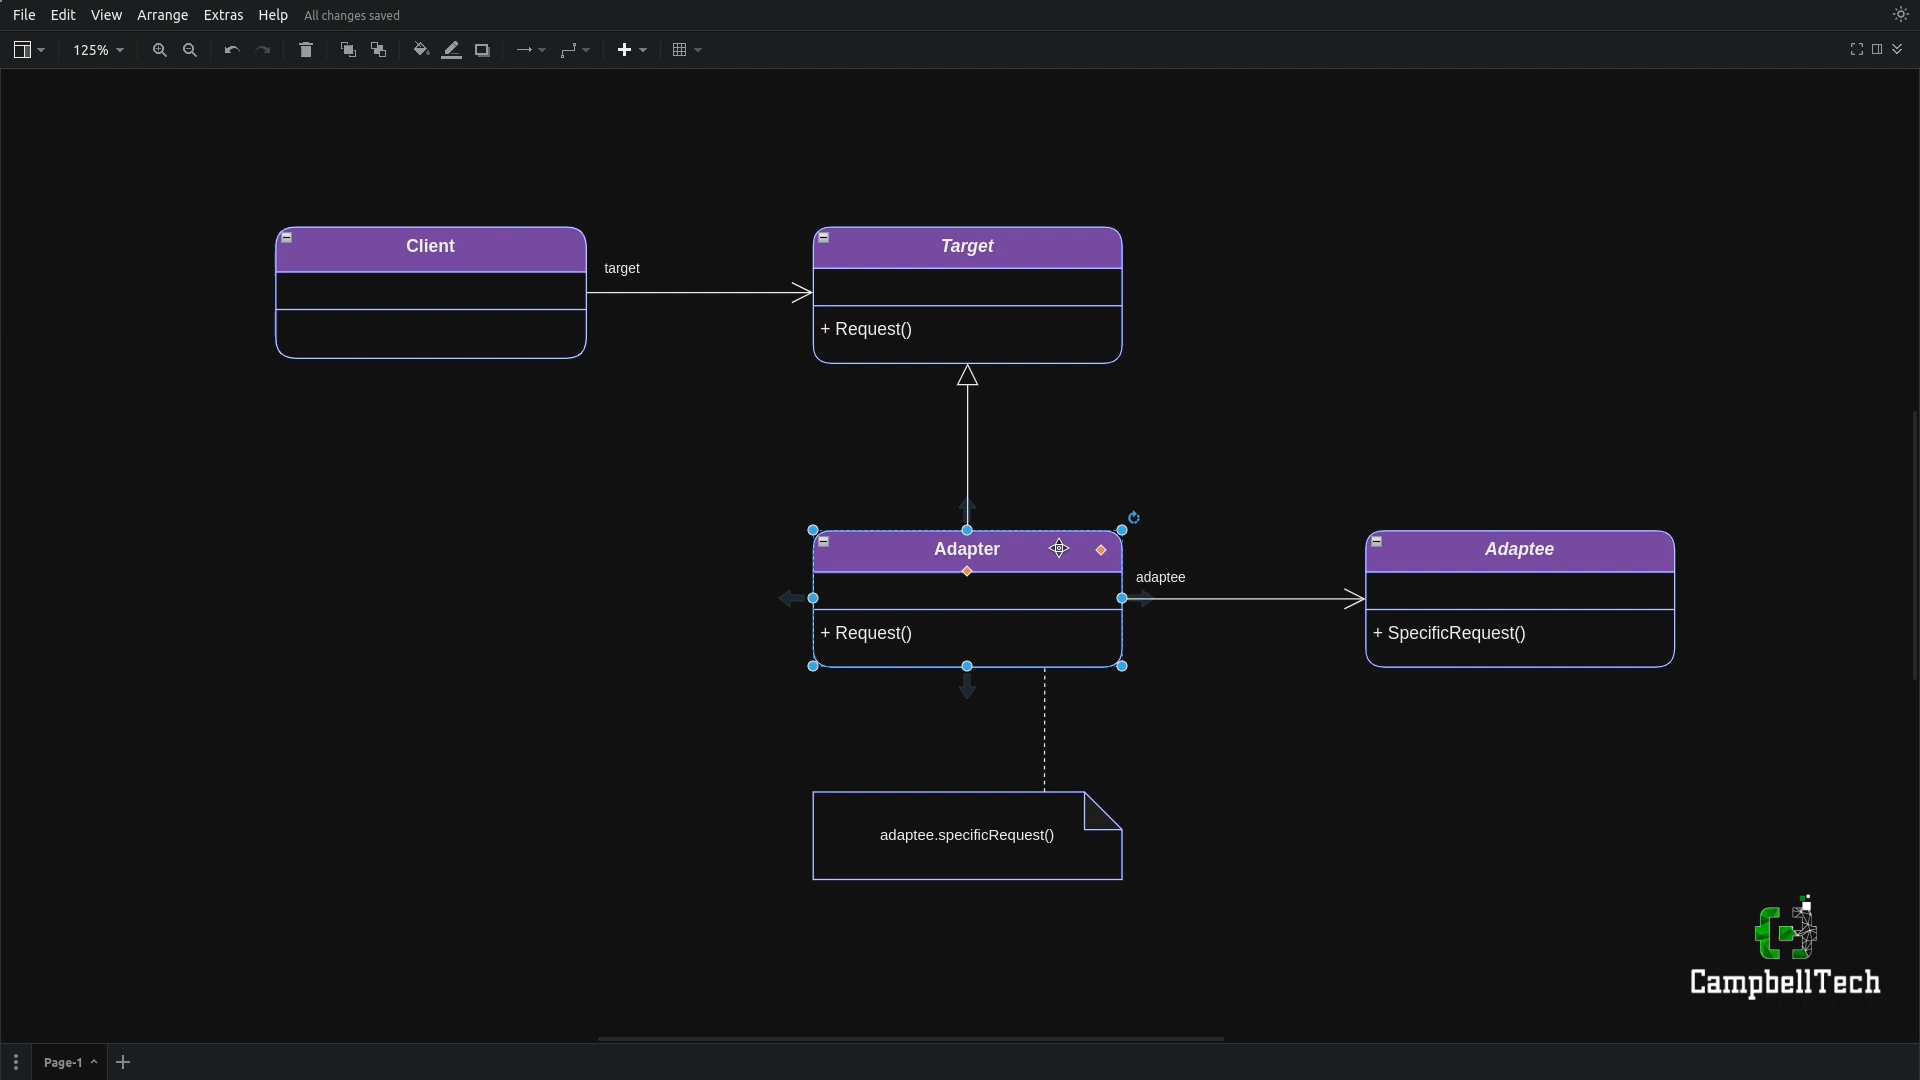 File Edit View Arrange Extras Help All changes saved
125%
Client
Target
target
+ Request()
Adapter
Adaptee
adaptee
+ Request()
+ SpecificRequest()
adaptee.specificRequest()
CampbellTech
Page-1